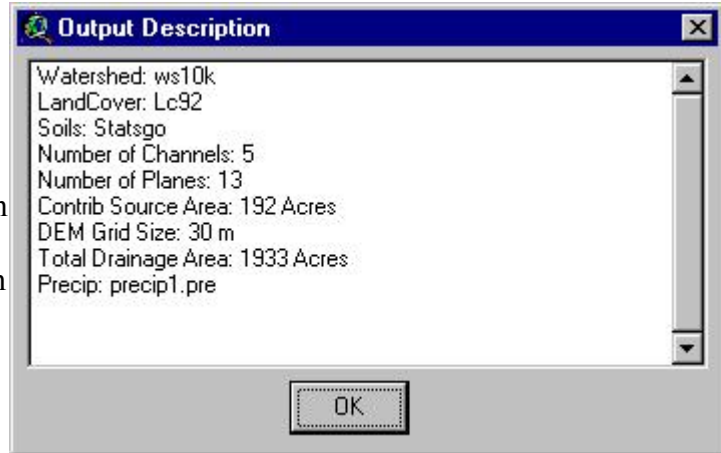 Output Description
Watershed: ws10k
LandCover: Lc92
Soils: Statsgo
Number of Channels: 5
Number of Planes: 13
Contrib Source Area: 192 Acres
DEM Grid Size: 30 m
Total Drainage Area: 1933 Acres
Precip: precip1.pre
OK